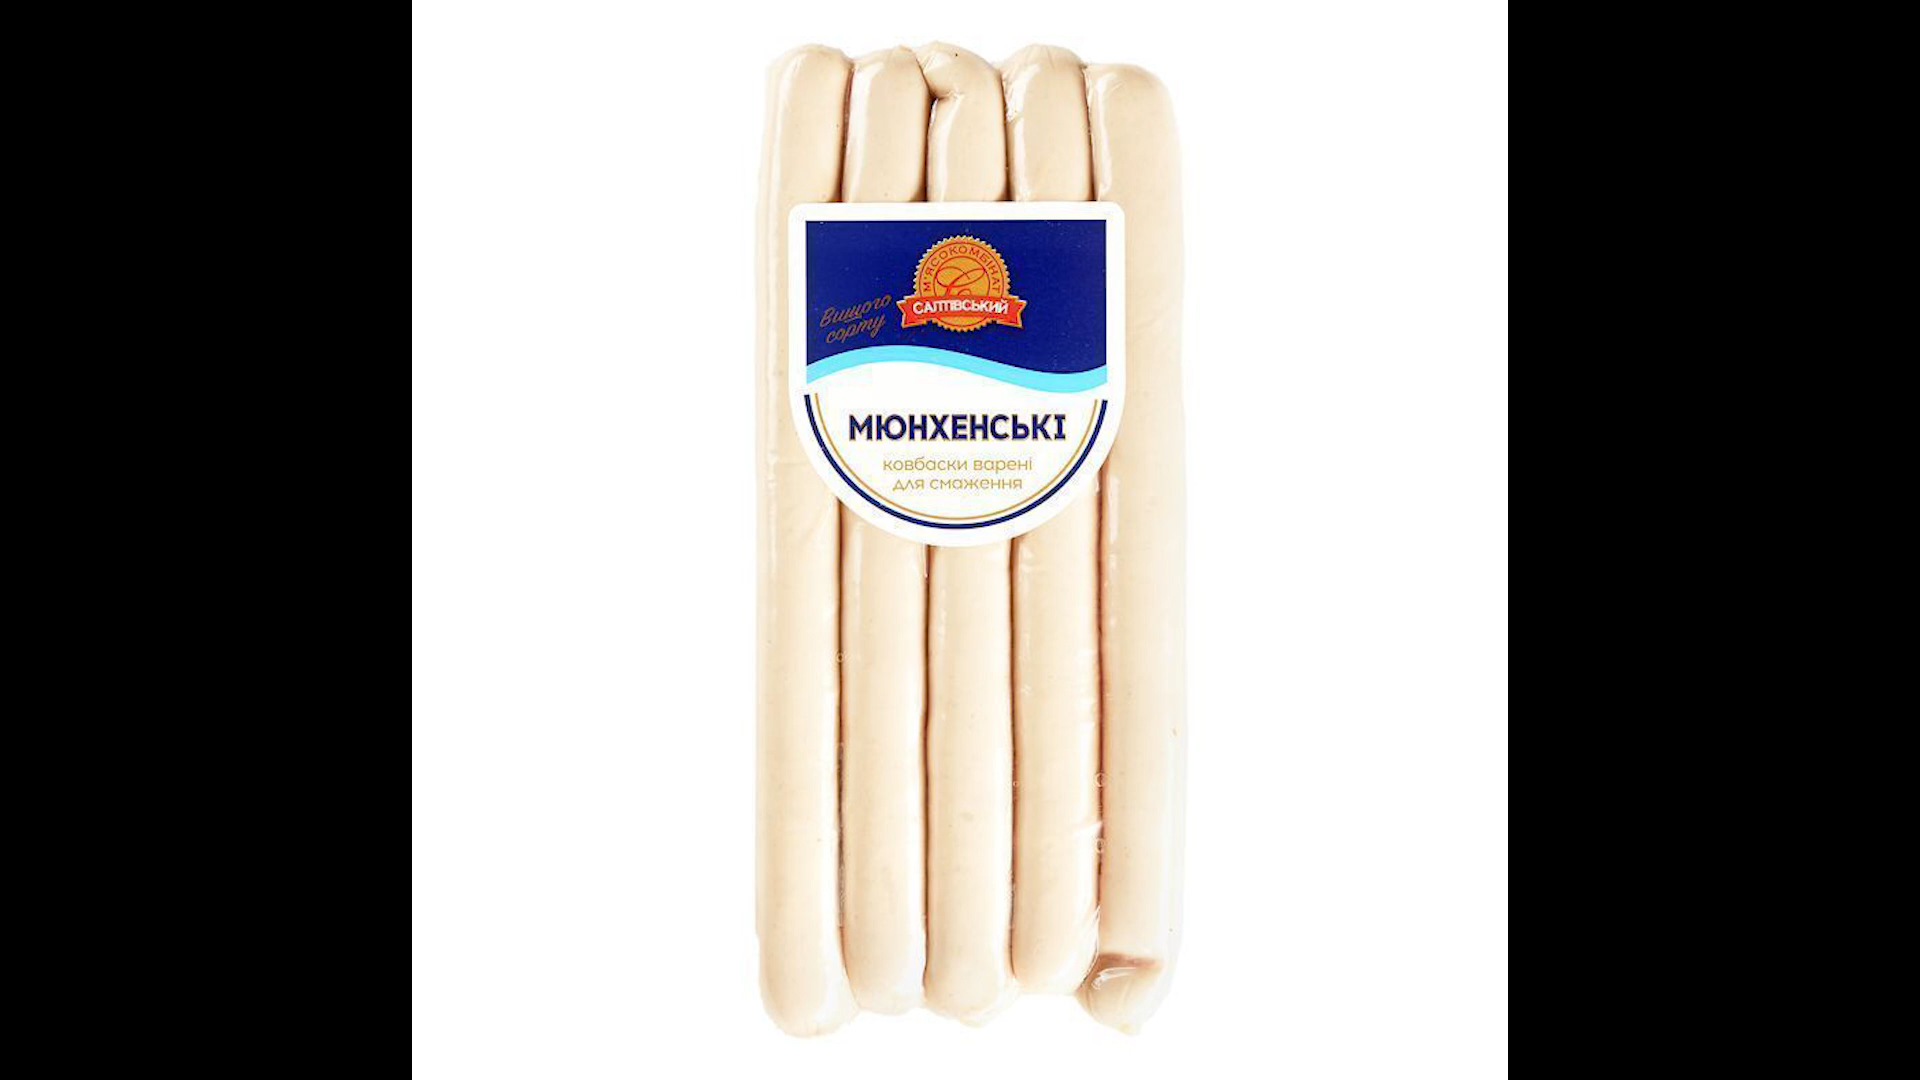 М'ЯСОКОМБІНАТ
САЛТІВСЬКИЙ
Вищого
сорту
МЮНХЕНСЬКІ
ковбаски варені
для смаження